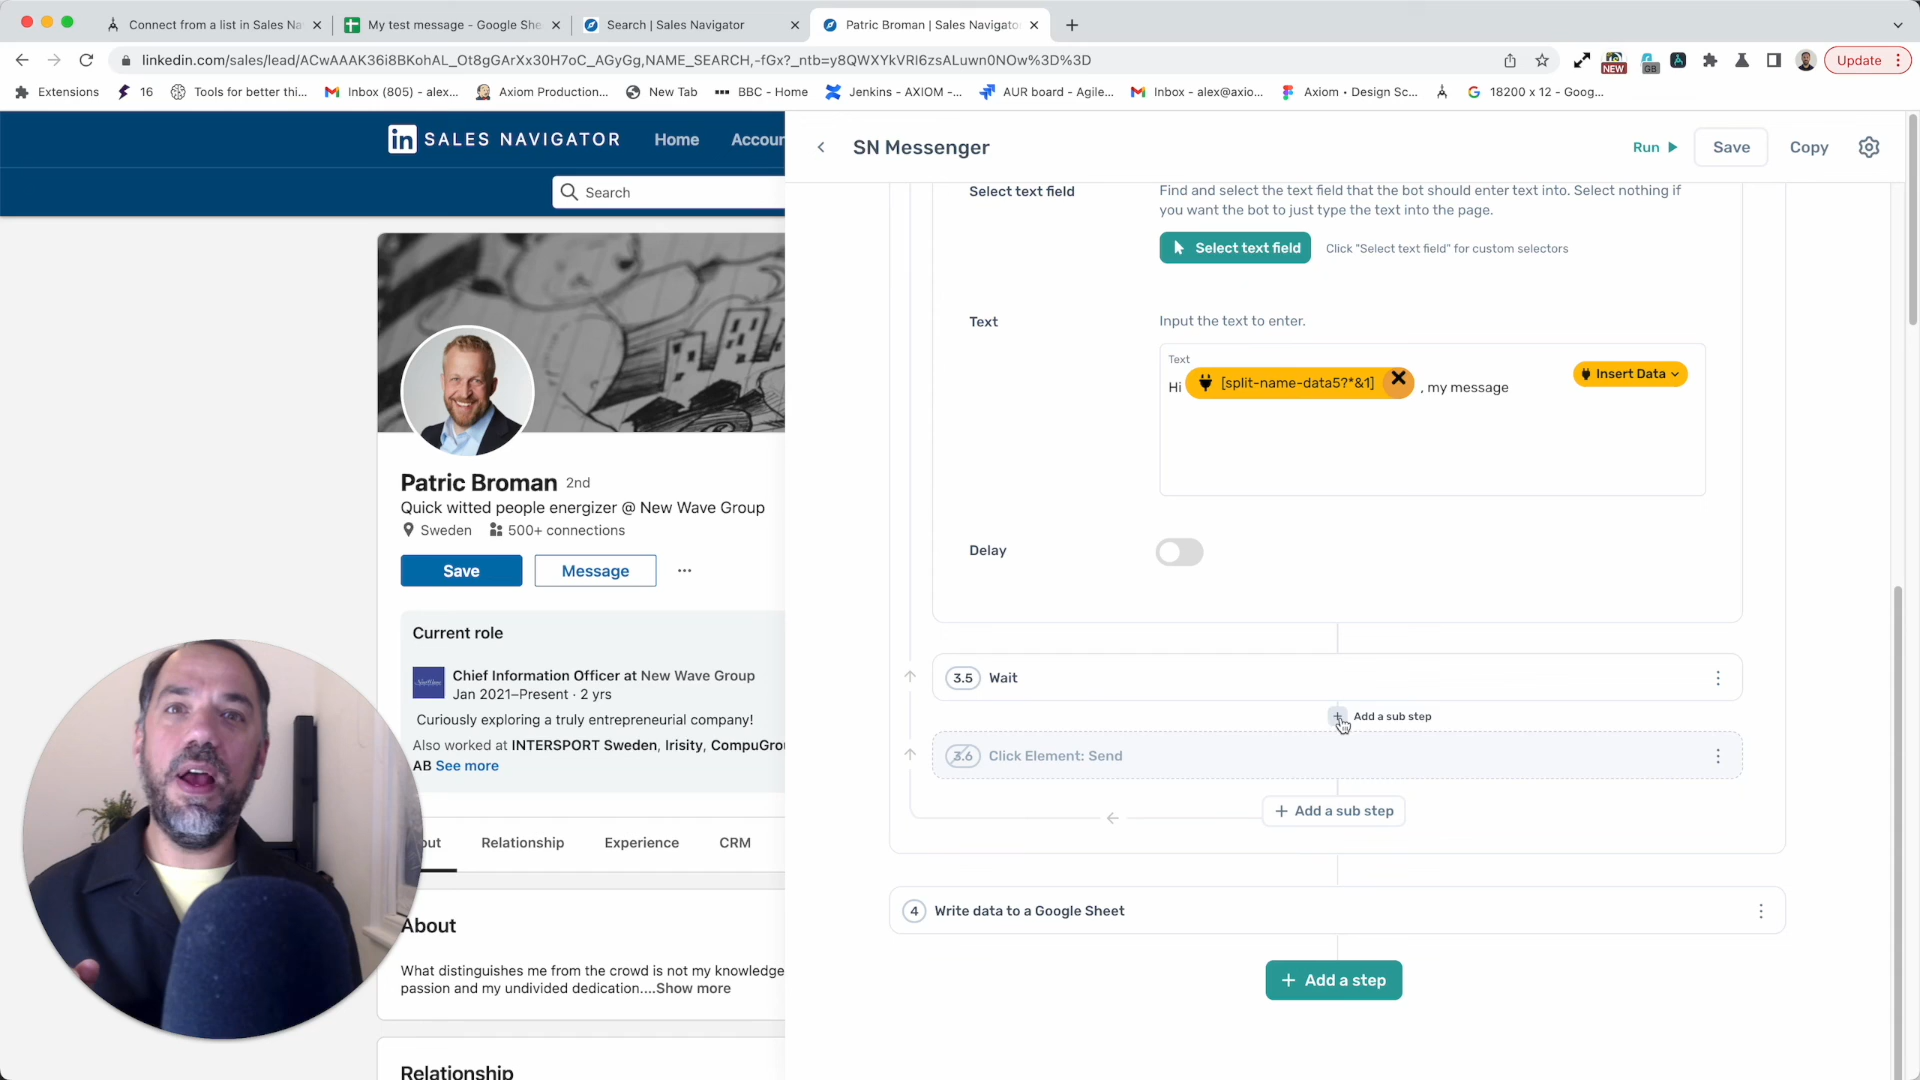 Connect from a list in Sales Na
My test message - Google She
Search | Sales Navigator
Patric Broman | Sales Navigato
linkedin.com/sales/lead/ACwAAAK36i8BKohAL_Ot8gGArXx30H7oC_AGyGg,NAME_SEARCH,-fGx?_ntb=y8QWXYkVRl6zsALuwn0NOw%3D%3D
NEW
GB
Update
Extensions
16
Tools for better thi...
Inbox (805) - alex...
Axiom Production...
New Tab
BBC - Home
Jenkins - AXIOM -...
AUR board - Agile...
Inbox - alex@axio...
Axiom • Design Sc...
18200 x 12 - Goog...
in SALES NAVIGATOR
Home
Accoun
Search
Patric Broman 2nd
Quick witted people energizer @ New Wave Group
Sweden
500+ connections
Save
Message
Current role
Chief Information Officer at New Wave Group
Jan 2021–Present · 2 yrs
Curiously exploring a truly entrepreneurial company!
Also worked at INTERSPORT Sweden, Irisity, CompuGrou
AB See more
out
Relationship
Experience
CRM
About
What distinguishes me from the crowd is not my knowledge
passion and my undivided dedication....Show more
Relationship
SN Messenger
Run
Save
Copy
Select text field
Find and select the text field that the bot should enter text into. Select nothing if
you want the bot to just type the text into the page.
Select text field
Click "Select text field" for custom selectors
Text
Input the text to enter.
Text
Hi [split-name-data5?*&1] , my message
Insert Data
Delay
3.5 Wait
Add a sub step
3.6 Click Element: Send
+ Add a sub step
4 Write data to a Google Sheet
+ Add a step